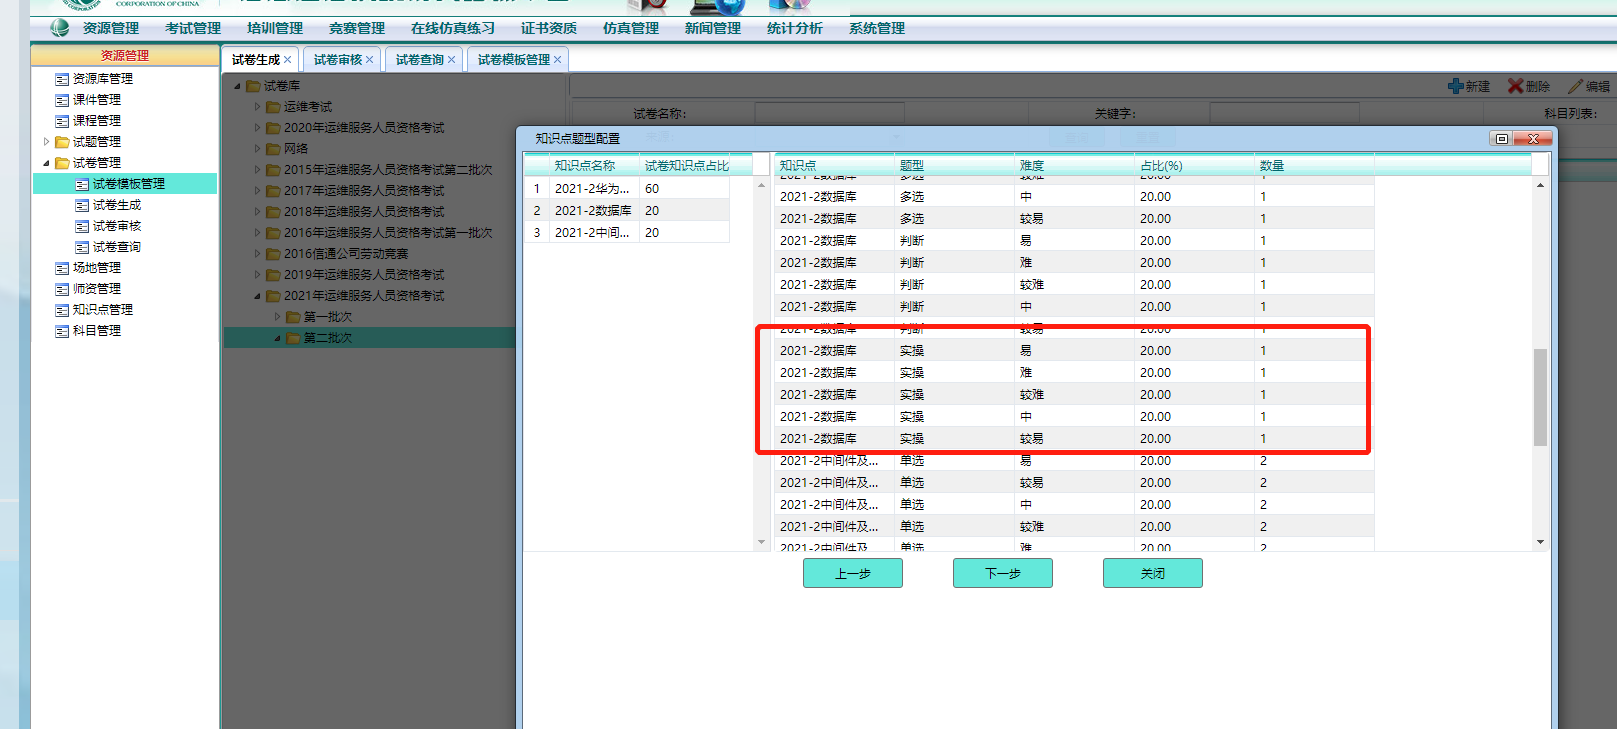 CORPORATION OF CHINA
资源管理 考试管理 培训管理 竞赛管理 在线仿真练习 证书资质 仿真管理 新闻管理 统计分析 系统管理
资源管理
资源库管理
课件管理
课程管理
试题管理
试卷管理
试卷模板管理
试卷生成
试卷审核
试卷查询
场地管理
师资管理
知识点管理
科目管理
试卷生成 试卷审核 试卷查询 试卷模板管理
试卷库
运维考试
2020年运维服务人员资格考试
网络
2015年运维服务人员资格考试第二批次
2017年运维服务人员资格考试
2018年运维服务人员资格考试
2016年运维服务人员资格考试第一批次
2016信通公司劳动竞赛
2019年运维服务人员资格考试
2021年运维服务人员资格考试
第一批次
第二批次
新建 删除 编辑
试卷名称: 关键字: 科目列表:
知识点题型配置
知识点名称 试卷知识点占比
1 2021-2华为... 60
2 2021-2数据库 20
3 2021-2中间... 20
知识点 题型 难度 占比(%) 数量
2021-2数据库 多选 较难 20.00 1
2021-2数据库 多选 中 20.00 1
2021-2数据库 多选 较易 20.00 1
2021-2数据库 判断 易 20.00 1
2021-2数据库 判断 难 20.00 1
2021-2数据库 判断 较难 20.00 1
2021-2数据库 判断 中 20.00 1
2021-2数据库 判断 较易 20.00 1
2021-2数据库 实操 易 20.00 1
2021-2数据库 实操 难 20.00 1
2021-2数据库 实操 较难 20.00 1
2021-2数据库 实操 中 20.00 1
2021-2数据库 实操 较易 20.00 1
2021-2中间件及... 单选 易 20.00 2
2021-2中间件及... 单选 较易 20.00 2
2021-2中间件及... 单选 中 20.00 2
2021-2中间件及... 单选 较难 20.00 2
2021-2中间件及... 单选 难 20.00 2
上一步 下一步 关闭